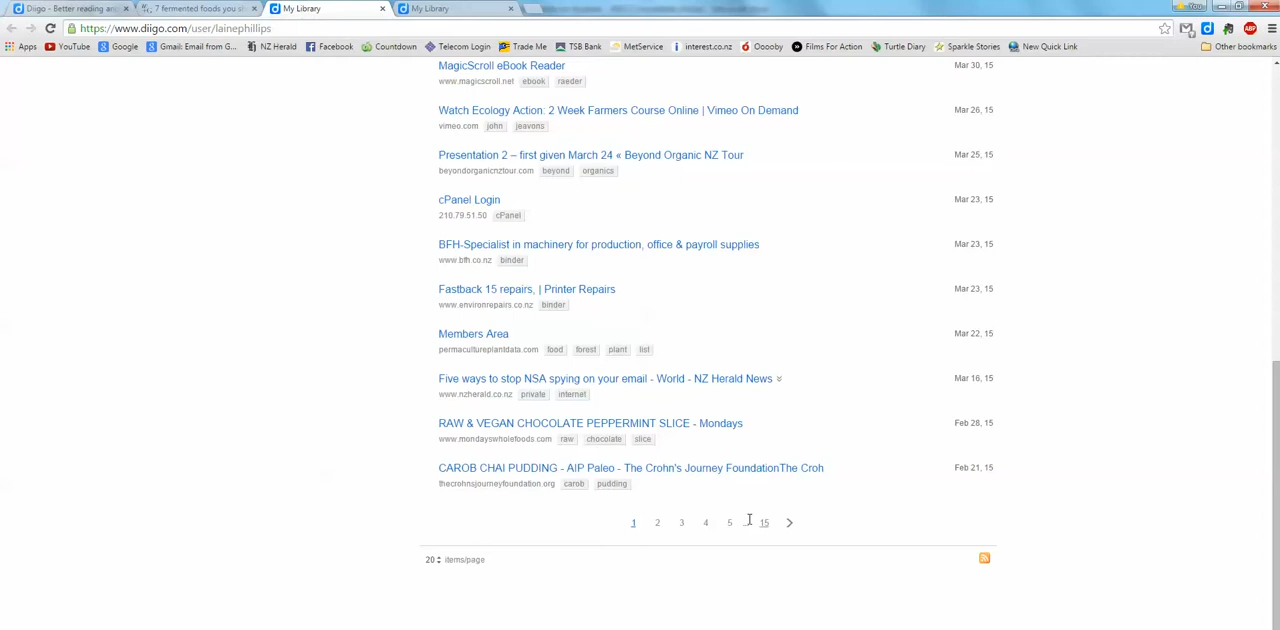 Diigo - Better reading an × 7 fermented foods you s × My Library × My Library ×
You
https://www.diigo.com/user/lainephillips
Apps YouTube Google Gmail: Email from G... NZ Herald Facebook Countdown Telecom Login Trade Me TSB Bank MetService interest.co.nz Ooooby Films For Action Turtle Diary Sparkle Stories New Quick Link Other bookmarks
MagicScroll eBook Reader Mar 30, 15
www.magicscroll.net ebook raeder
Watch Ecology Action: 2 Week Farmers Course Online | Vimeo On Demand Mar 26, 15
vimeo.com john jeavons
Presentation 2 – first given March 24 « Beyond Organic NZ Tour Mar 25, 15
beyondorganicnztour.com beyond organics
cPanel Login Mar 23, 15
210.79.51.50 cPanel
BFH-Specialist in machinery for production, office & payroll supplies Mar 23, 15
www.bfh.co.nz binder
Fastback 15 repairs, | Printer Repairs Mar 23, 15
www.environrepairs.co.nz binder
Members Area Mar 22, 15
permacultureplantdata.com food forest plant list
Five ways to stop NSA spying on your email - World - NZ Herald News Mar 16, 15
www.nzherald.co.nz private internet
RAW & VEGAN CHOCOLATE PEPPERMINT SLICE - Mondays Feb 28, 15
www.mondayswholefoods.com raw chocolate slice
CAROB CHAI PUDDING - AIP Paleo - The Crohn's Journey FoundationThe Croh Feb 21, 15
thecrohnsjourneyfoundation.org carob pudding
1 2 3 4 5 ... 15 >
20 items/page